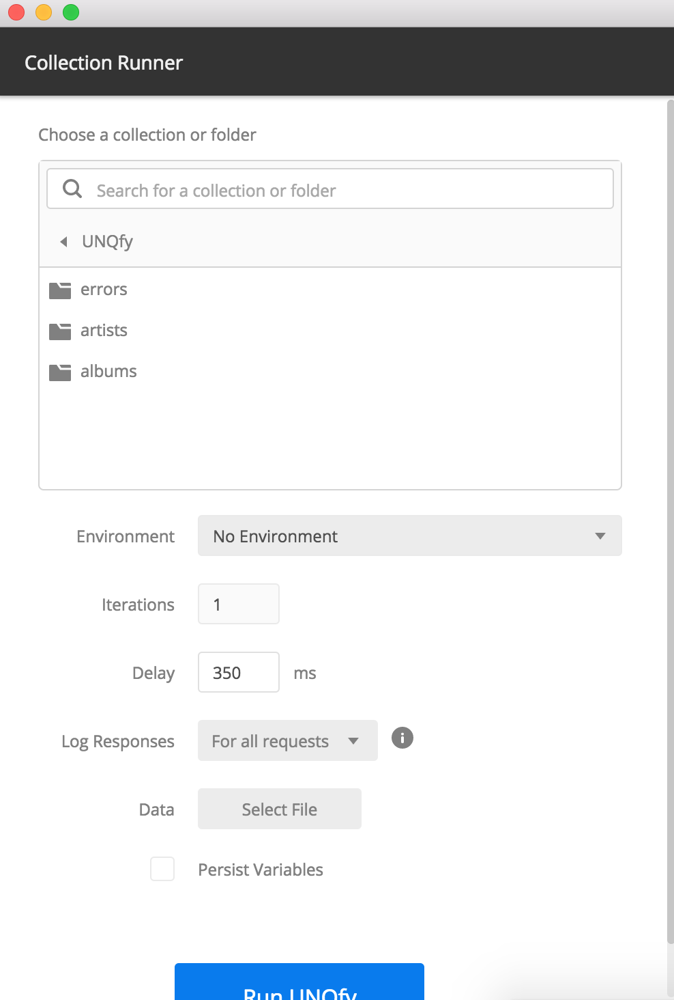 Collection Runner
Choose a collection or folder
Search for a collection or folder
UNQfy
errors
artists
albums
Environment No Environment
Iterations 1
Delay 350 ms
Log Responses For all requests
Data Select File
Persist Variables
Run UNQfy